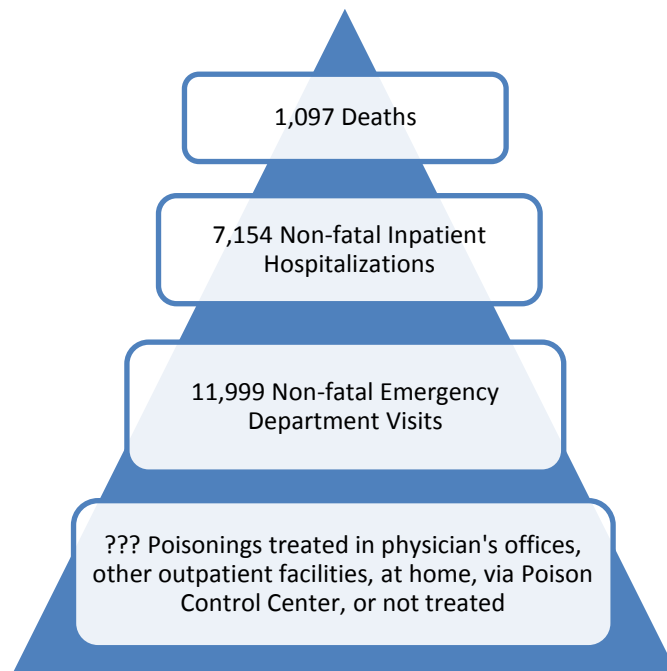 1,097 Deaths
7,154 Non-fatal Inpatient
Hospitalizations
11,999 Non-fatal Emergency
Department Visits
??? Poisonings treated in physician's offices,
other outpatient facilities, at home, via Poison
Control Center, or not treated